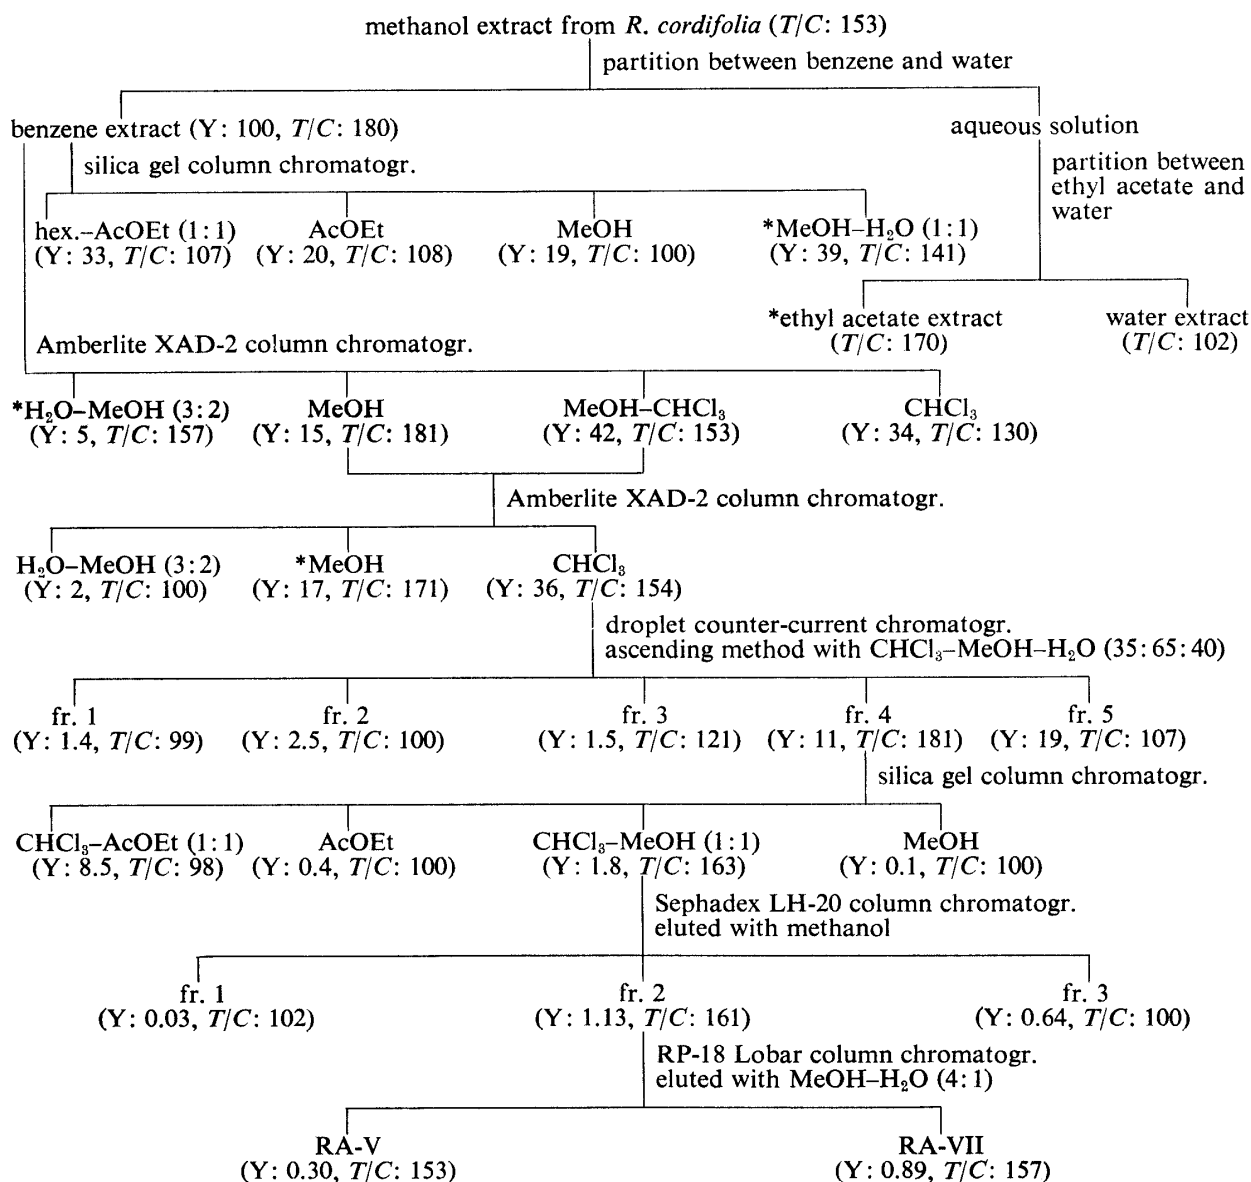 methanol extract from R. cordifolia (T/C: 153)
partition between benzene and water
benzene extract (Y: 100, T/C: 180)
aqueous solution
silica gel column chromatogr.
partition between
ethyl acetate and
water
hex.–AcOEt (1:1)
(Y: 33, T/C: 107)
AcOEt
(Y: 20, T/C: 108)
MeOH
(Y: 19, T/C: 100)
*MeOH–H₂O (1:1)
(Y: 39, T/C: 141)
*ethyl acetate extract
(T/C: 170)
water extract
(T/C: 102)
Amberlite XAD-2 column chromatogr.
*H₂O–MeOH (3:2)
(Y: 5, T/C: 157)
MeOH
(Y: 15, T/C: 181)
MeOH–CHCl₃
(Y: 42, T/C: 153)
CHCl₃
(Y: 34, T/C: 130)
Amberlite XAD-2 column chromatogr.
H₂O–MeOH (3:2)
(Y: 2, T/C: 100)
*MeOH
(Y: 17, T/C: 171)
CHCl₃
(Y: 36, T/C: 154)
droplet counter-current chromatogr.
ascending method with CHCl₃–MeOH–H₂O (35:65:40)
fr. 1
(Y: 1.4, T/C: 99)
fr. 2
(Y: 2.5, T/C: 100)
fr. 3
(Y: 1.5, T/C: 121)
fr. 4
(Y: 11, T/C: 181)
fr. 5
(Y: 19, T/C: 107)
silica gel column chromatogr.
CHCl₃–AcOEt (1:1)
(Y: 8.5, T/C: 98)
AcOEt
(Y: 0.4, T/C: 100)
CHCl₃–MeOH (1:1)
(Y: 1.8, T/C: 163)
MeOH
(Y: 0.1, T/C: 100)
Sephadex LH-20 column chromatogr.
eluted with methanol
fr. 1
(Y: 0.03, T/C: 102)
fr. 2
(Y: 1.13, T/C: 161)
fr. 3
(Y: 0.64, T/C: 100)
RP-18 Lobar column chromatogr.
eluted with MeOH–H₂O (4:1)
RA-V
(Y: 0.30, T/C: 153)
RA-VII
(Y: 0.89, T/C: 157)